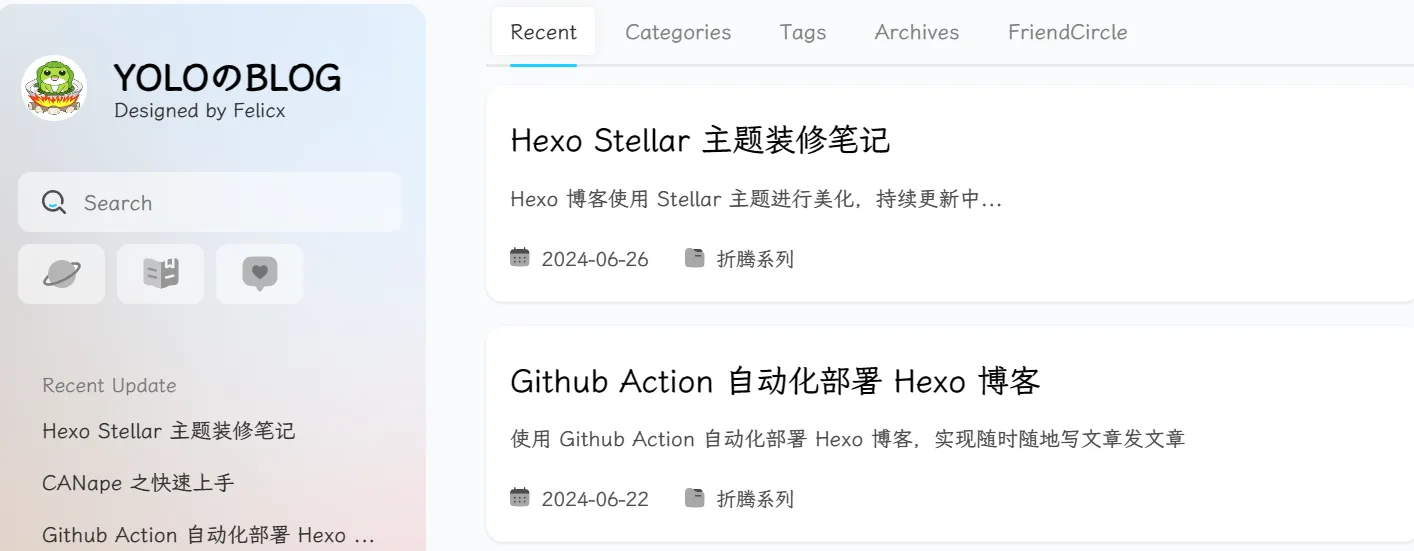 YOLOのBLOG
Designed by Felicx
Search
Recent Update
Hexo Stellar 主题装修笔记
CANape 之快速上手
Github Action 自动化部署 Hexo ...
Recent Categories Tags Archives FriendCircle
Hexo Stellar 主题装修笔记
Hexo 博客使用 Stellar 主题进行美化，持续更新中...
2024-06-26 折腾系列
Github Action 自动化部署 Hexo 博客
使用 Github Action 自动化部署 Hexo 博客，实现随时随地写文章发文章
2024-06-22 折腾系列